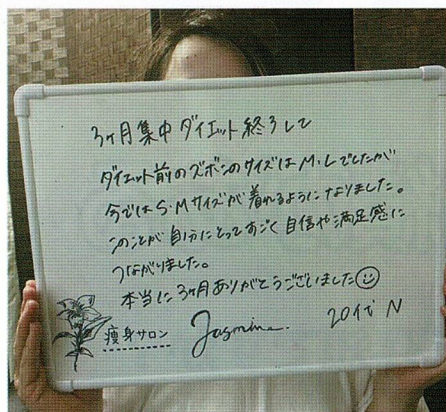 3ヶ月集中ダイエット終了して
ダイエット前のズボンのサイズはM・Lでしたが
今ではS・Mサイズが着れるようになりました。
このことが自分にとってすごく自信や満足感に
つながりました。
本当に3ヶ月ありがとうございました☺
痩身サロン Jasmine 20代 N